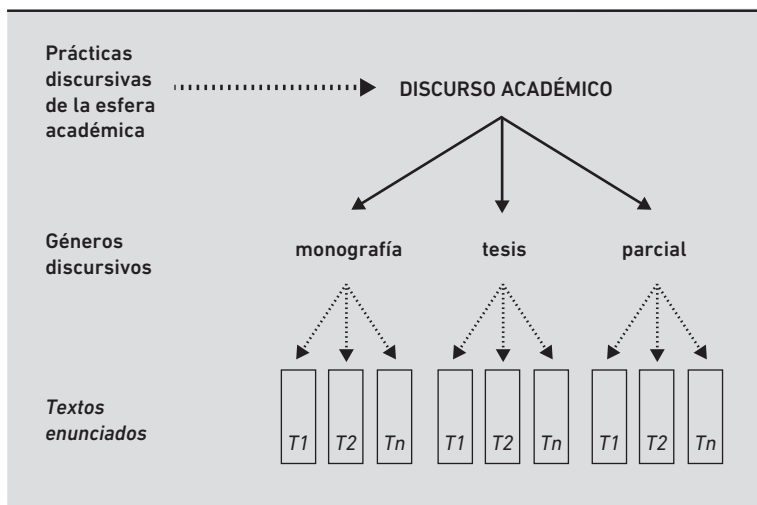 Prácticas
discursivas
de la esfera
académica
DISCURSO ACADÉMICO
Géneros
discursivos
monografía tesis parcial
Textos
enunciados
T1 T2 Tn T1 T2 Tn T1 T2 Tn